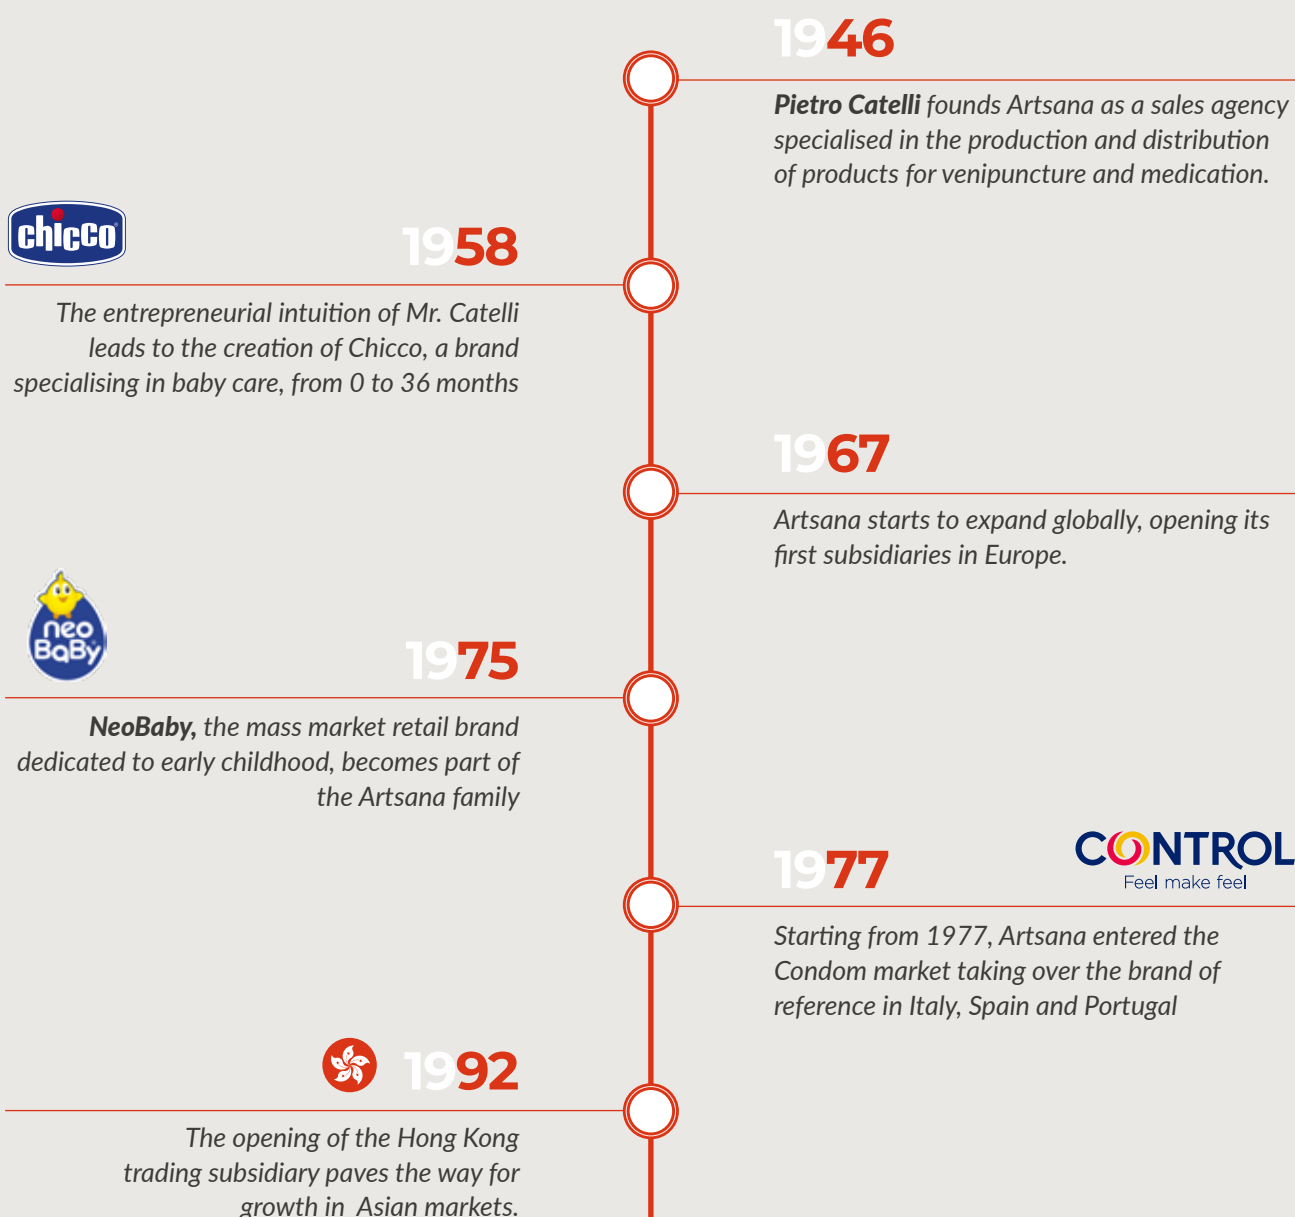 1946
Pietro Catelli founds Artsana as a sales agency
specialised in the production and distribution
of products for venipuncture and medication.
chicco
1958
The entrepreneurial intuition of Mr. Catelli
leads to the creation of Chicco, a brand
specialising in baby care, from 0 to 36 months
1967
Artsana starts to expand globally, opening its
first subsidiaries in Europe.
neo
BaBy
1975
NeoBaby, the mass market retail brand
dedicated to early childhood, becomes part of
the Artsana family
1977
CONTROL
Feel make feel
Starting from 1977, Artsana entered the
Condom market taking over the brand of
reference in Italy, Spain and Portugal
1992
The opening of the Hong Kong
trading subsidiary paves the way for
growth in Asian markets.